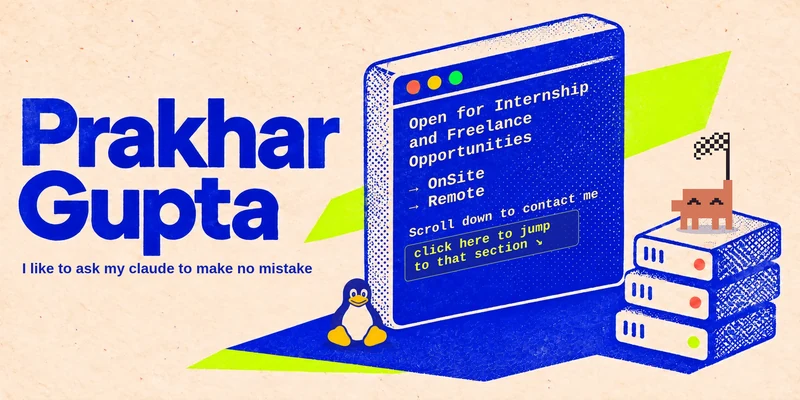 Prakhar
Gupta
I like to ask my claude to make no mistake
Open for Internship
and Freelance
Opportunities
→ OnSite
→ Remote
Scroll down to contact me
click here to jump
to that section ↘